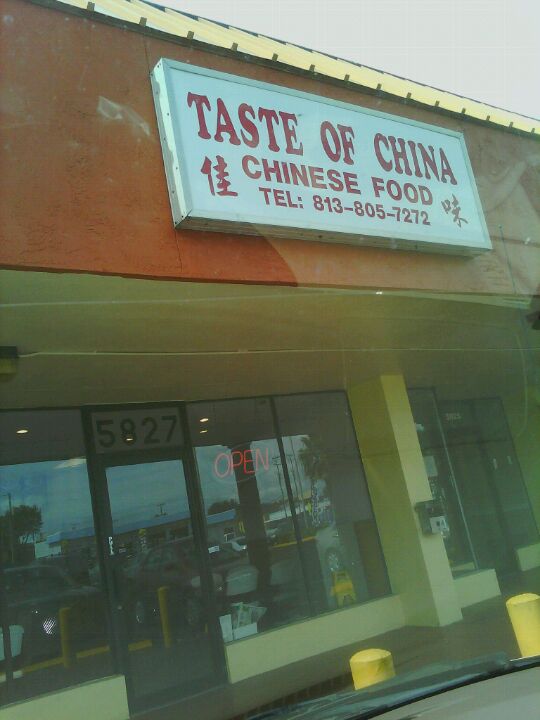 TASTE OF CHINA
佳 CHINESE FOOD 味
TEL: 813-805-7272
5827
OPEN